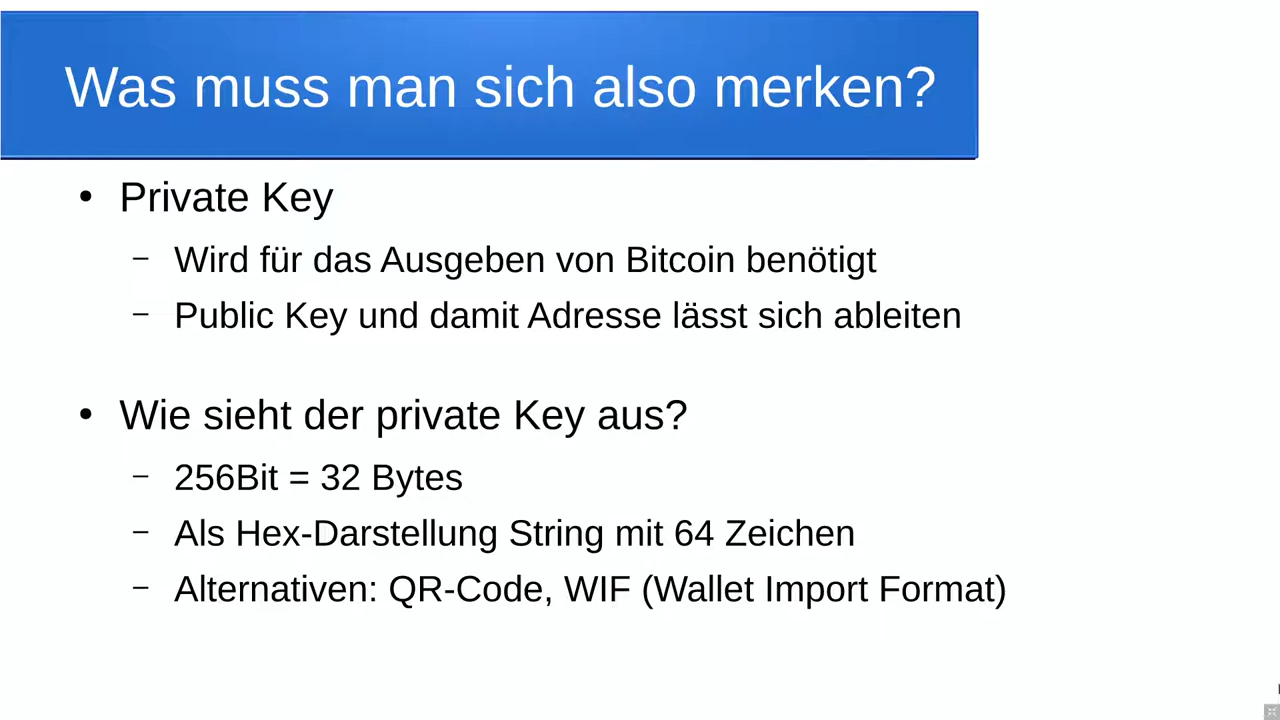 Was muss man sich also merken?
• Private Key
– Wird für das Ausgeben von Bitcoin benötigt
– Public Key und damit Adresse lässt sich ableiten
• Wie sieht der private Key aus?
– 256Bit = 32 Bytes
– Als Hex-Darstellung String mit 64 Zeichen
– Alternativen: QR-Code, WIF (Wallet Import Format)